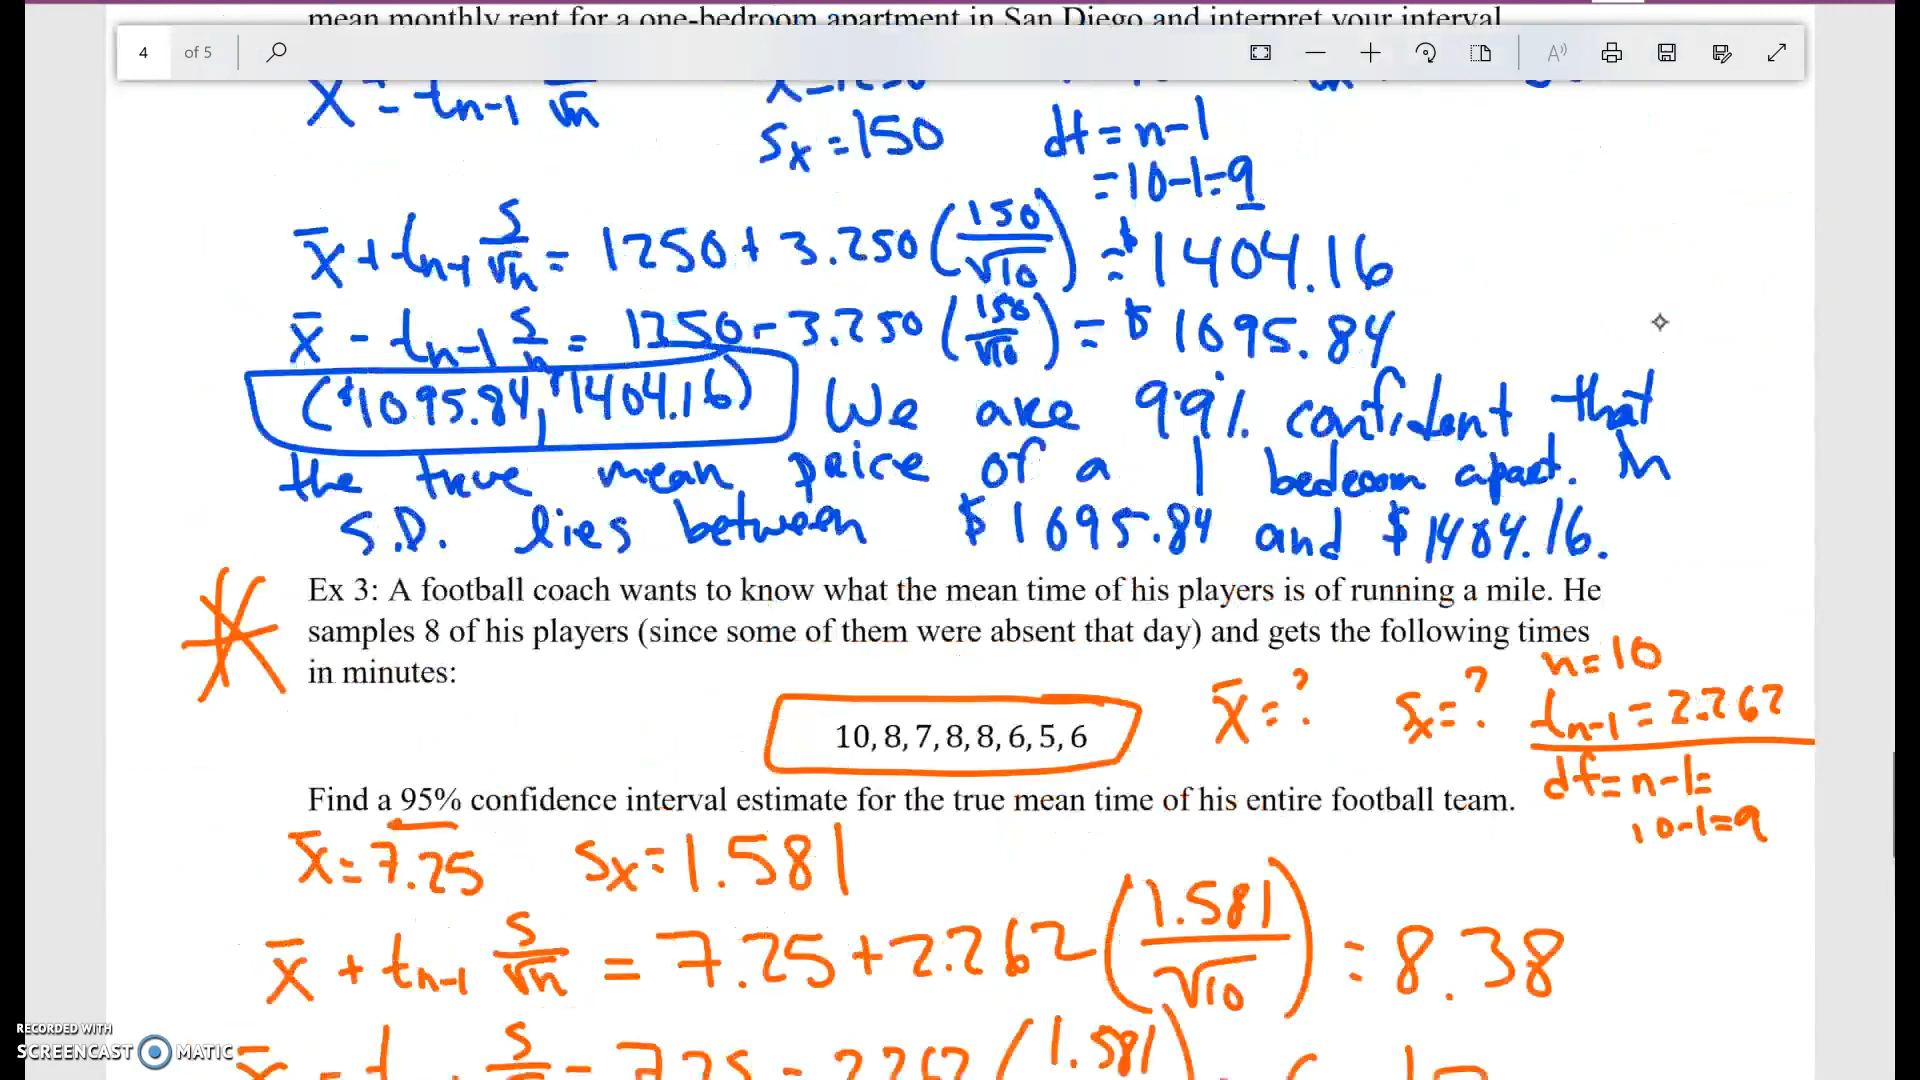 mean monthly rent for a one-bedroom apartment in San Diego and interpret your interval
4 of 5
x̄ ± tn-1 /√n
sx = 150
df = n-1
= 10-1 = 9
x̄ + tn-1 s/√n = 1250 + 3.250 (150/√10) = $1404.16
x̄ - tn-1 s/√n = 1250 - 3.250 (150/√10) = $1095.84
($1095.84, $1404.16) We are 99% confident that
the true mean price of a 1 bedroom apart. in
S.D. lies between $1095.84 and $1404.16.
Ex 3: A football coach wants to know what the mean time of his players is of running a mile. He
samples 8 of his players (since some of them were absent that day) and gets the following times
in minutes:
n = 10
x̄ = ? sx = ? tn-1 = 2.262
10, 8, 7, 8, 8, 6, 5, 6
df = n-1 =
10-1 = 9
Find a 95% confidence interval estimate for the true mean time of his entire football team.
x̄ = 7.25 sx = 1.581
x̄ + tn-1 s/√n = 7.25 + 2.262 (1.581/√10) = 8.38
RECORDED WITH
SCREENCAST MATIC